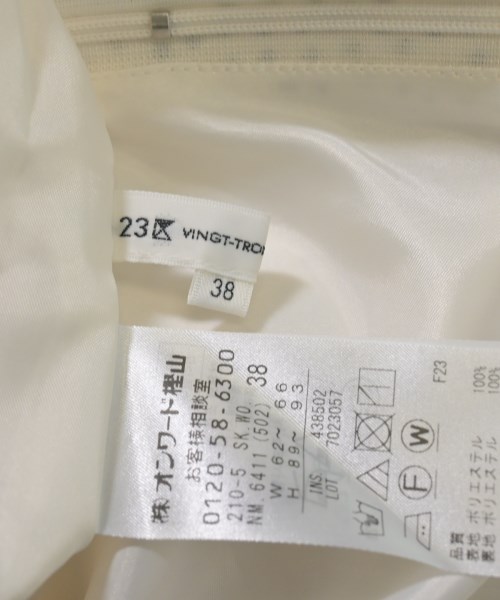 23区 VINGT-TROI
38
(株)オンワード樫山
お客様相談室
0120-58-6300
210-5 SK WO
NM 6411 (502) 38
W 62～ 66
H 89～ 93
INS 438502
LOT 7023057
W
F
F23
品質
表地 ポリエステル 100%
裏地 ポリエステル 100%